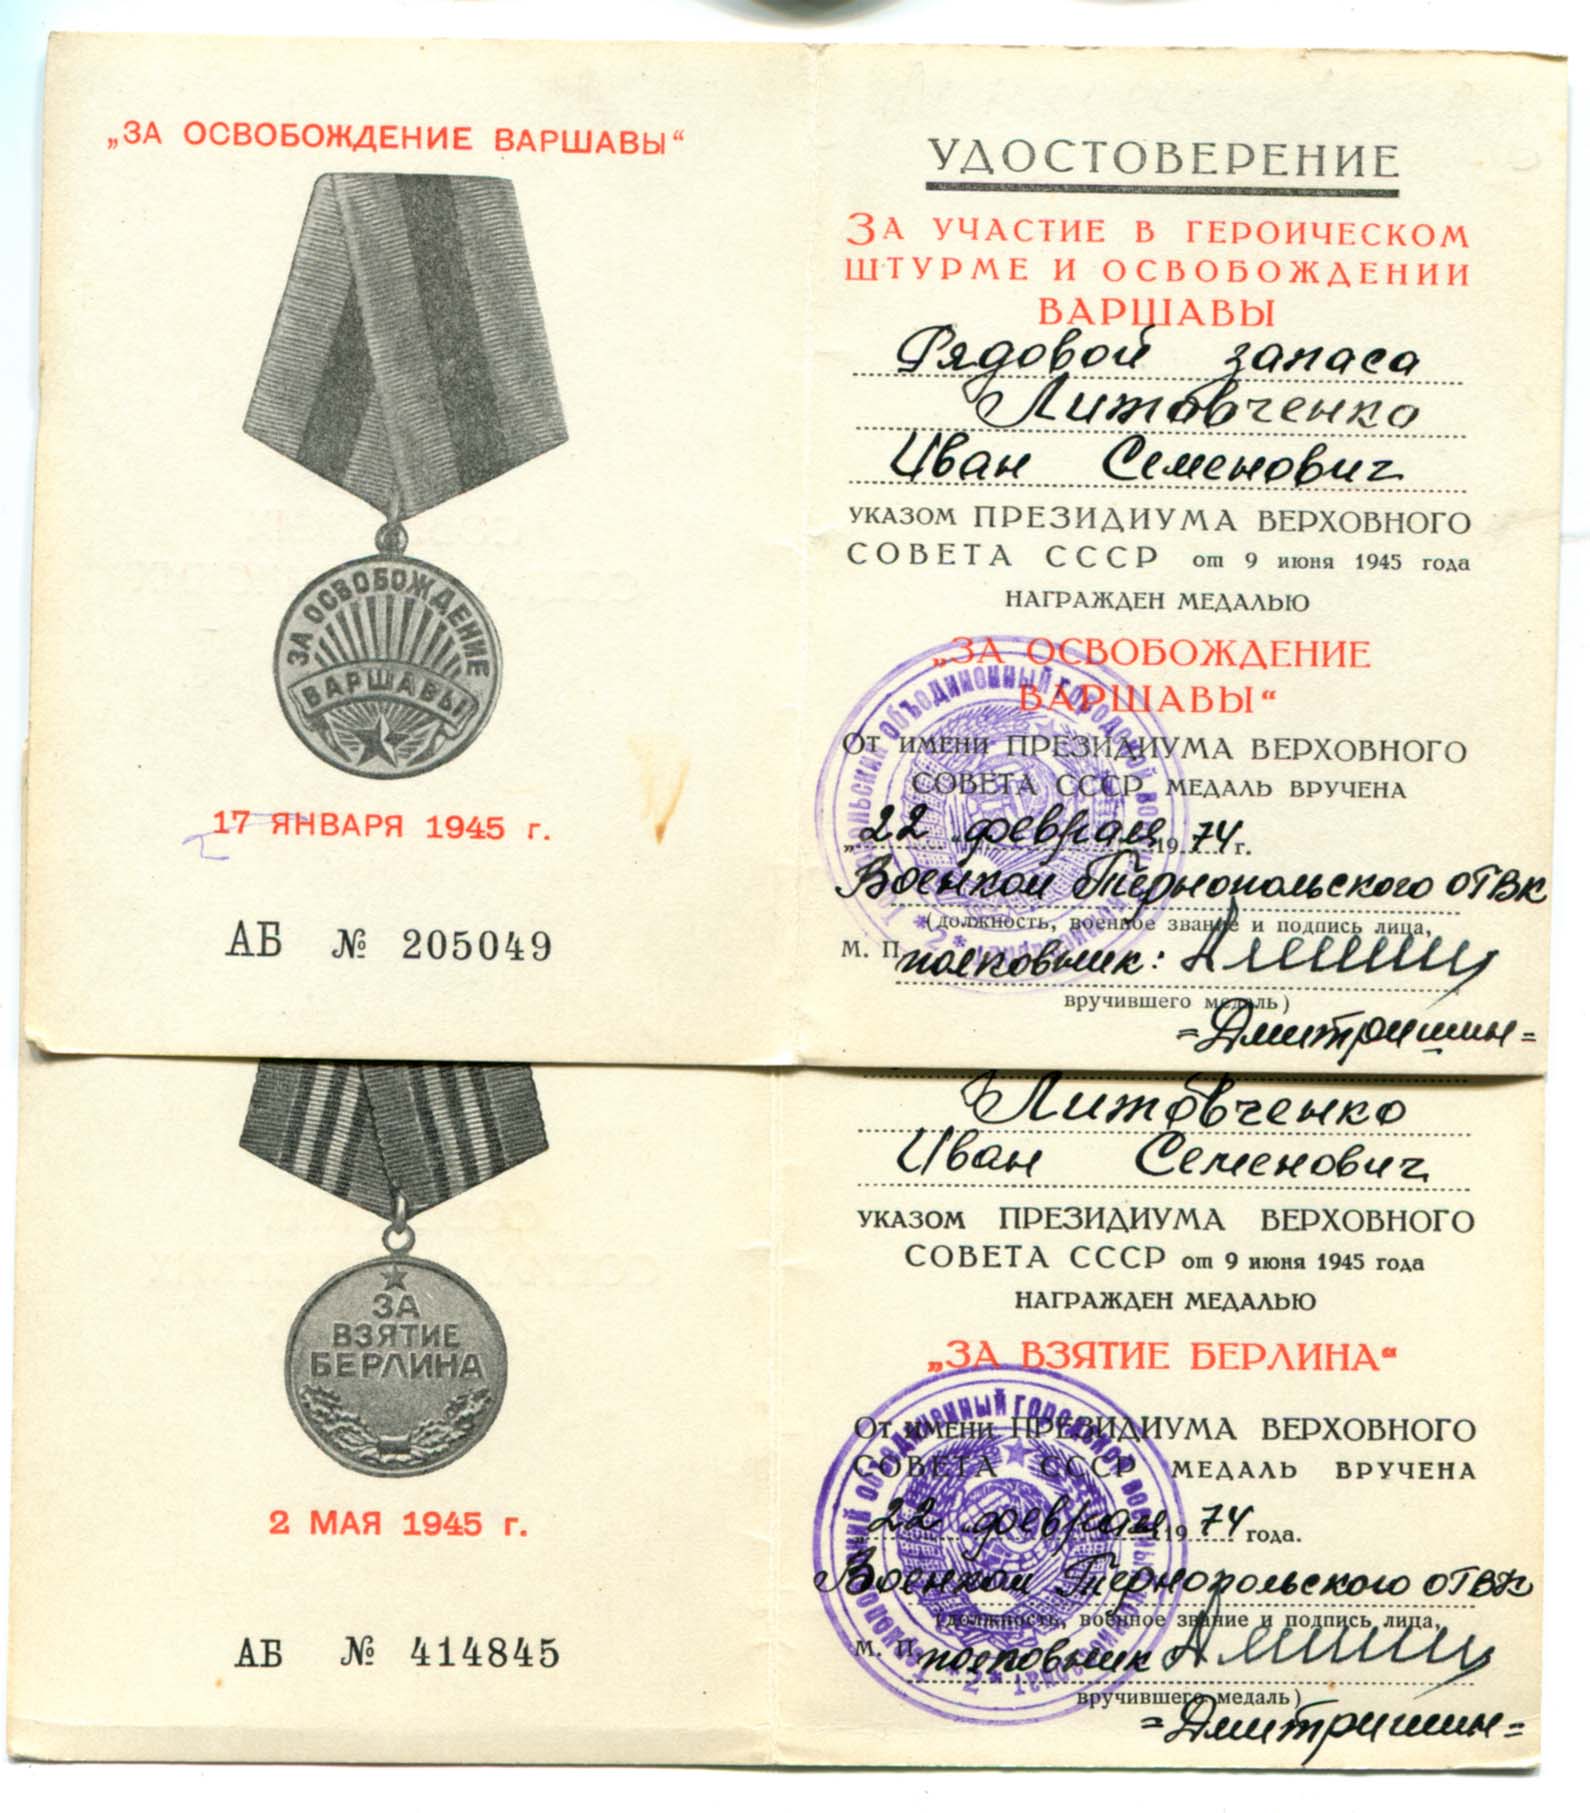 „ЗА ОСВОБОЖДЕНИЕ ВАРШАВЫ“
ЗА ОСВОБОЖДЕНИЕ
ВАРШАВЫ
17 ЯНВАРЯ 1945 г.
АБ № 205049
УДОСТОВЕРЕНИЕ
ЗА УЧАСТИЕ В ГЕРОИЧЕСКОМ
ШТУРМЕ И ОСВОБОЖДЕНИИ
ВАРШАВЫ
Рядовой запаса
Литовченко
Иван Семенович
УКАЗОМ ПРЕЗИДИУМА ВЕРХОВНОГО
СОВЕТА СССР от 9 июня 1945 года
НАГРАЖДЕН МЕДАЛЬЮ
„ЗА ОСВОБОЖДЕНИЕ
ВАРШАВЫ“
ОТ ИМЕНИ ПРЕЗИДИУМА ВЕРХОВНОГО
СОВЕТА СССР МЕДАЛЬ ВРУЧЕНА
„22 февраля 1974 г.
Военком Тернопольского ОГВК
(должность, военное звание и подпись лица,
М. П. полковник:
вручившего медаль)
=Дмитришин=
ЗА
ВЗЯТИЕ
БЕРЛИНА
2 МАЯ 1945 г.
АБ № 414845
Литовченко
Иван Семенович
УКАЗОМ ПРЕЗИДИУМА ВЕРХОВНОГО
СОВЕТА СССР от 9 июня 1945 года
НАГРАЖДЕН МЕДАЛЬЮ
„ЗА ВЗЯТИЕ БЕРЛИНА“
ОТ ИМЕНИ ПРЕЗИДИУМА ВЕРХОВНОГО
СОВЕТА СССР МЕДАЛЬ ВРУЧЕНА
„22 февраля 1974 года.
Военком Тернопольского ОГВК
(должность, военное звание и подпись лица,
М. П. полковник
вручившего медаль)
=Дмитришин=